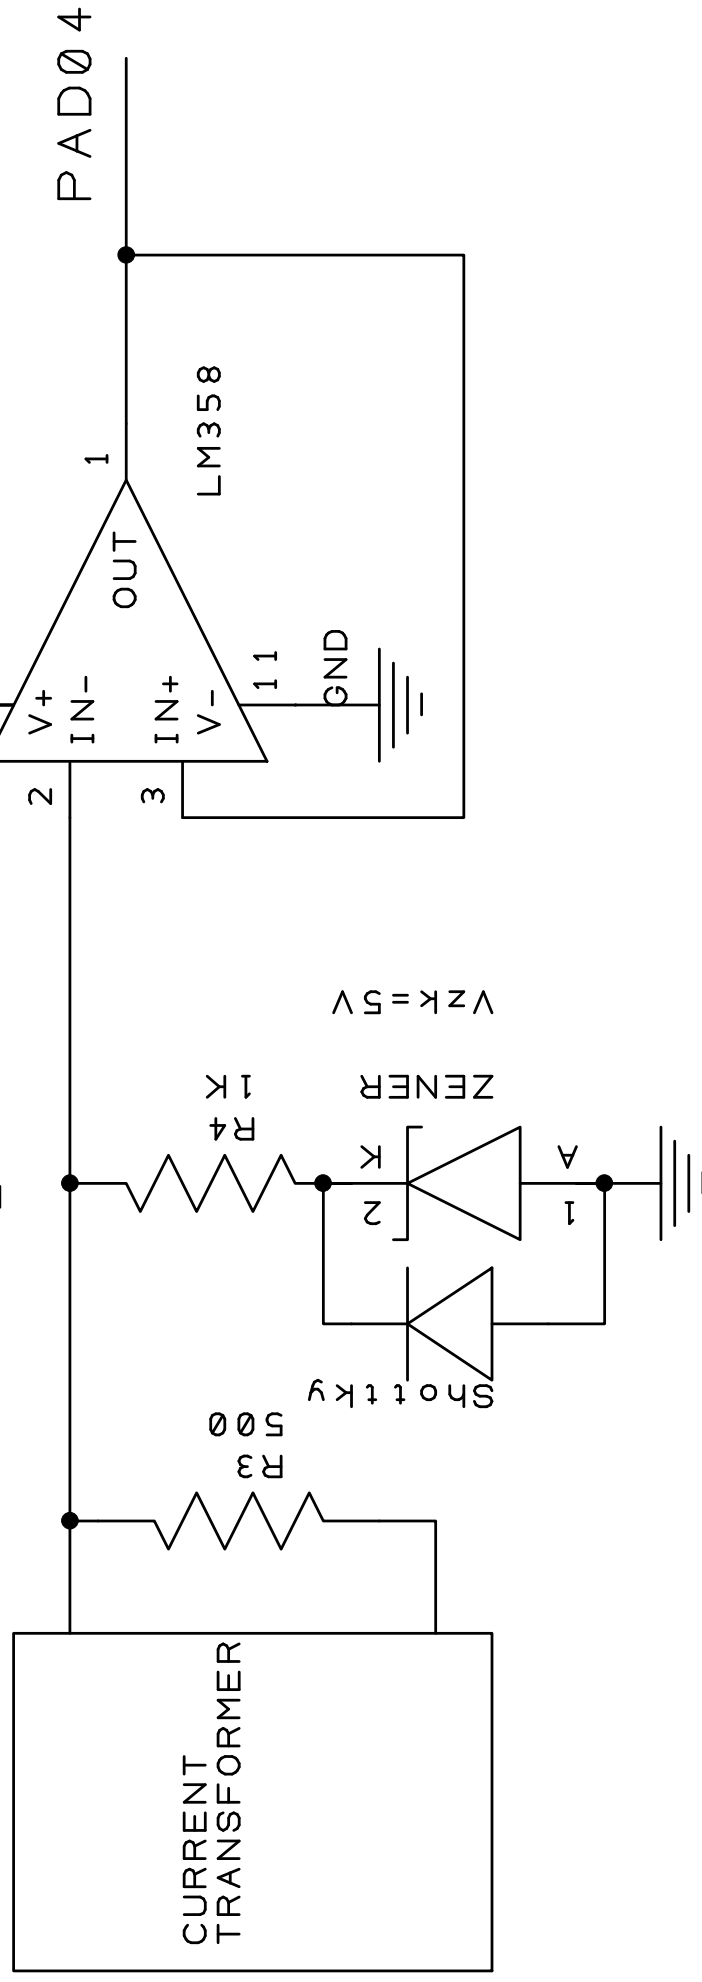 PAD04
1
LM358
OUT
V+
IN-
IN+
V-
11
GND
2
3
Vzk=5V
ZENER
1K
R4
K
2
A
1
Shottky
500
R3
CURRENT
TRANSFORMER